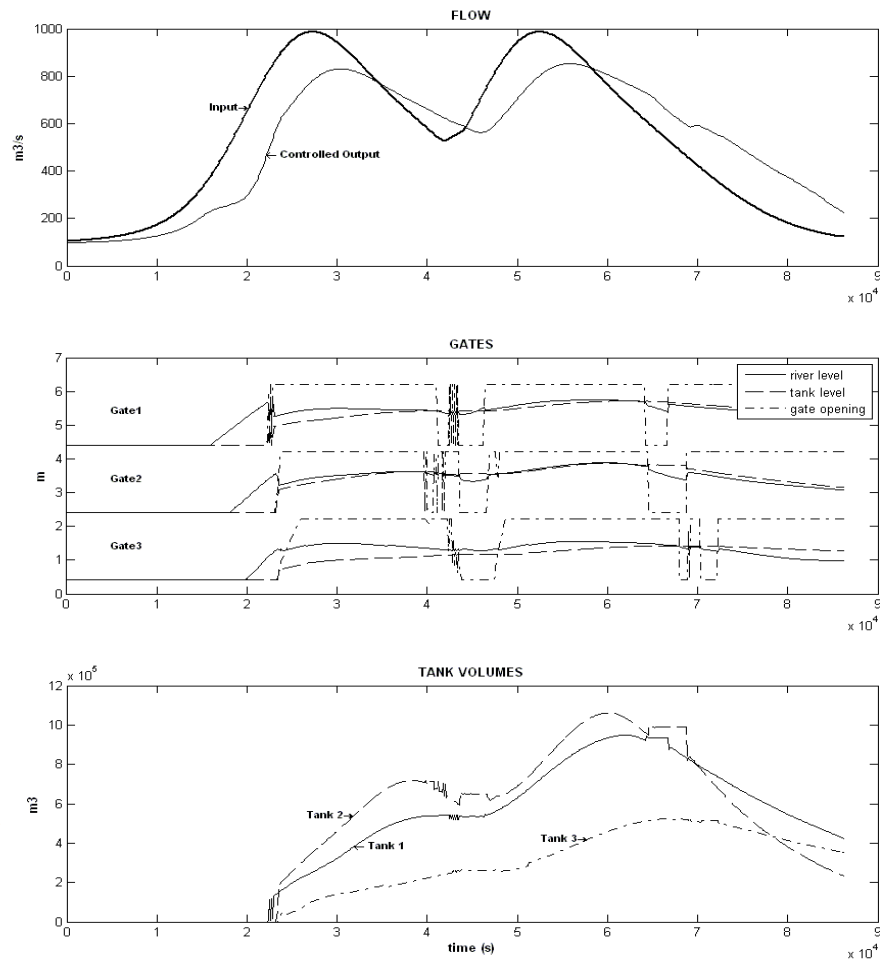 FLOW
1000
800
600
400
200
0
m3/s
Input
Controlled Output
0 1 2 3 4 5 6 7 8 9
x 10^4
GATES
7
6
5
4
3
2
1
0
m
Gate1
Gate2
Gate3
river level
tank level
gate opening
0 1 2 3 4 5 6 7 8 9
x 10^4
TANK VOLUMES
x 10^5
12
10
8
6
4
2
0
m3
Tank 2
Tank 1
Tank 3
0 1 2 3 4 5 6 7 8 9
time (s)
x 10^4